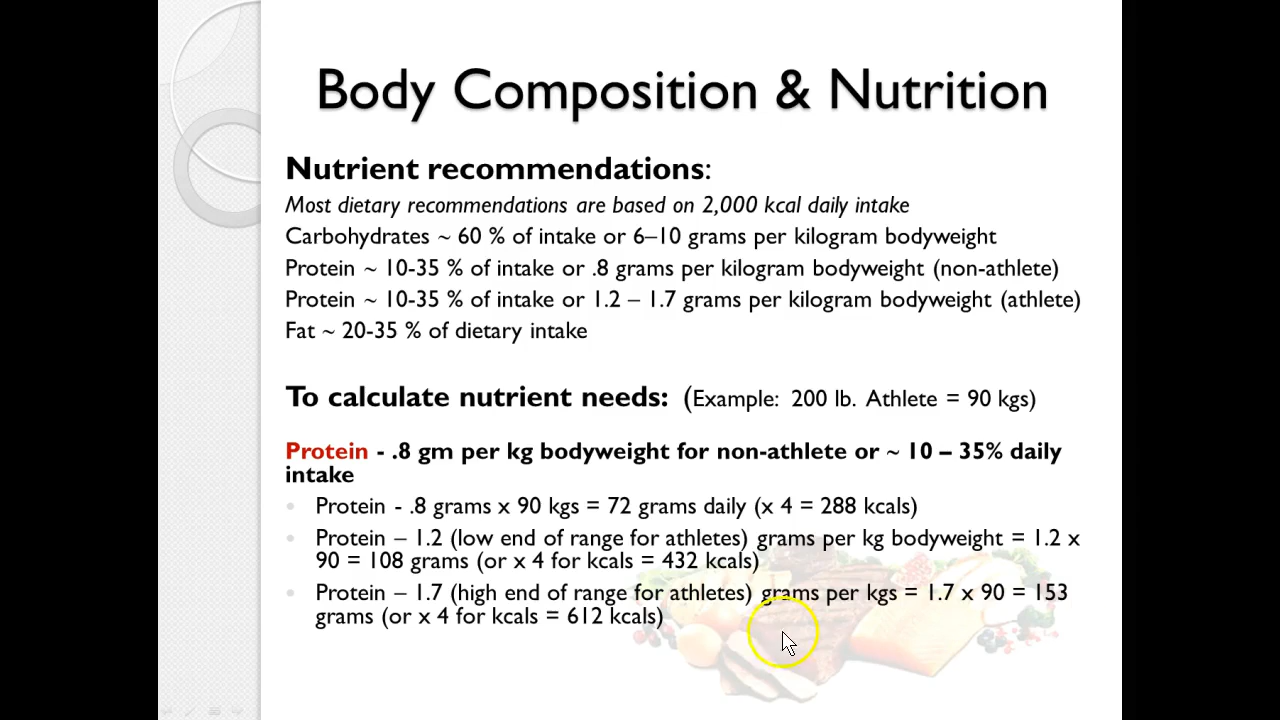 Body Composition & Nutrition
Nutrient recommendations:
Most dietary recommendations are based on 2,000 kcal daily intake
Carbohydrates ~ 60 % of intake or 6–10 grams per kilogram bodyweight
Protein ~ 10-35 % of intake or .8 grams per kilogram bodyweight (non-athlete)
Protein ~ 10-35 % of intake or 1.2 – 1.7 grams per kilogram bodyweight (athlete)
Fat ~ 20-35 % of dietary intake
To calculate nutrient needs: (Example: 200 lb. Athlete = 90 kgs)
Protein - .8 gm per kg bodyweight for non-athlete or ~ 10 – 35% daily
intake
• Protein - .8 grams x 90 kgs = 72 grams daily (x 4 = 288 kcals)
• Protein – 1.2 (low end of range for athletes) grams per kg bodyweight = 1.2 x
90 = 108 grams (or x 4 for kcals = 432 kcals)
• Protein – 1.7 (high end of range for athletes) grams per kgs = 1.7 x 90 = 153
grams (or x 4 for kcals = 612 kcals)